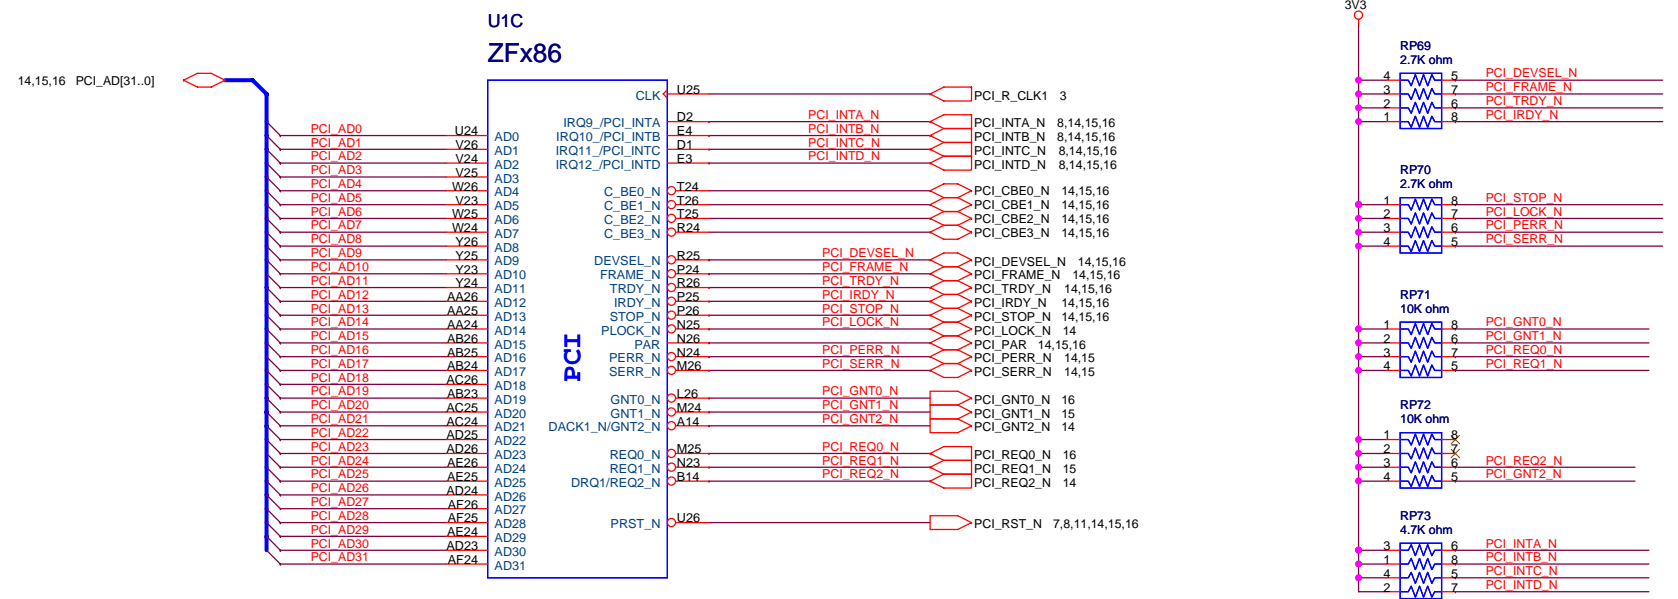 U1C
ZFx86
14,15,16 PCI_AD[31..0]
PCI_AD0 U24 AD0
PCI_AD1 V26 AD1
PCI_AD2 V24 AD2
PCI_AD3 V25 AD3
PCI_AD4 W26 AD4
PCI_AD5 V23 AD5
PCI_AD6 W25 AD6
PCI_AD7 W24 AD7
PCI_AD8 Y26 AD8
PCI_AD9 Y25 AD9
PCI_AD10 Y23 AD10
PCI_AD11 Y24 AD11
PCI_AD12 AA26 AD12
PCI_AD13 AA25 AD13
PCI_AD14 AA24 AD14
PCI_AD15 AB26 AD15
PCI_AD16 AB25 AD16
PCI_AD17 AB24 AD17
PCI_AD18 AC26 AD18
PCI_AD19 AB23 AD19
PCI_AD20 AC25 AD20
PCI_AD21 AC24 AD21
PCI_AD22 AD25 AD22
PCI_AD23 AD26 AD23
PCI_AD24 AE26 AD24
PCI_AD25 AE25 AD25
PCI_AD26 AD24 AD26
PCI_AD27 AF26 AD27
PCI_AD28 AF25 AD28
PCI_AD29 AE24 AD29
PCI_AD30 AD23 AD30
PCI_AD31 AF24 AD31
PCI
CLK U25 PCI_R_CLK1 3
IRQ9_/PCI_INTA D2 PCI_INTA_N PCI_INTA_N 8,14,15,16
IRQ10_/PCI_INTB E4 PCI_INTB_N PCI_INTB_N 8,14,15,16
IRQ11_/PCI_INTC D1 PCI_INTC_N PCI_INTC_N 8,14,15,16
IRQ12_/PCI_INTD E3 PCI_INTD_N PCI_INTD_N 8,14,15,16
C_BE0_N T24 PCI_CBE0_N 14,15,16
C_BE1_N T26 PCI_CBE1_N 14,15,16
C_BE2_N T25 PCI_CBE2_N 14,15,16
C_BE3_N R24 PCI_CBE3_N 14,15,16
DEVSEL_N R25 PCI_DEVSEL_N PCI_DEVSEL_N 14,15,16
FRAME_N P24 PCI_FRAME_N PCI_FRAME_N 14,15,16
TRDY_N R26 PCI_TRDY_N PCI_TRDY_N 14,15,16
IRDY_N P25 PCI_IRDY_N PCI_IRDY_N 14,15,16
STOP_N P26 PCI_STOP_N PCI_STOP_N 14,15,16
PLOCK_N N25 PCI_LOCK_N PCI_LOCK_N 14
PAR N26 PCI_PAR 14,15,16
PERR_N N24 PCI_PERR_N PCI_PERR_N 14,15
SERR_N M26 PCI_SERR_N PCI_SERR_N 14,15
GNT0_N L26 PCI_GNT0_N PCI_GNT0_N 16
GNT1_N M24 PCI_GNT1_N PCI_GNT1_N 15
DACK1_N/GNT2_N A14 PCI_GNT2_N PCI_GNT2_N 14
REQ0_N M25 PCI_REQ0_N PCI_REQ0_N 16
REQ1_N N23 PCI_REQ1_N PCI_REQ1_N 15
DRQ1/REQ2_N B14 PCI_REQ2_N PCI_REQ2_N 14
PRST_N U26 PCI_RST_N 7,8,11,14,15,16
3V3
RP69
2.7K ohm
4 5 PCI_DEVSEL_N
3 7 PCI_FRAME_N
2 6 PCI_TRDY_N
1 8 PCI_IRDY_N
RP70
2.7K ohm
1 8 PCI_STOP_N
2 7 PCI_LOCK_N
3 6 PCI_PERR_N
4 5 PCI_SERR_N
RP71
10K ohm
1 8 PCI_GNT0_N
2 6 PCI_GNT1_N
3 7 PCI_REQ0_N
4 5 PCI_REQ1_N
RP72
10K ohm
1 8
2 7
3 6 PCI_REQ2_N
4 5 PCI_GNT2_N
RP73
4.7K ohm
3 6 PCI_INTA_N
1 8 PCI_INTB_N
4 5 PCI_INTC_N
2 7 PCI_INTD_N